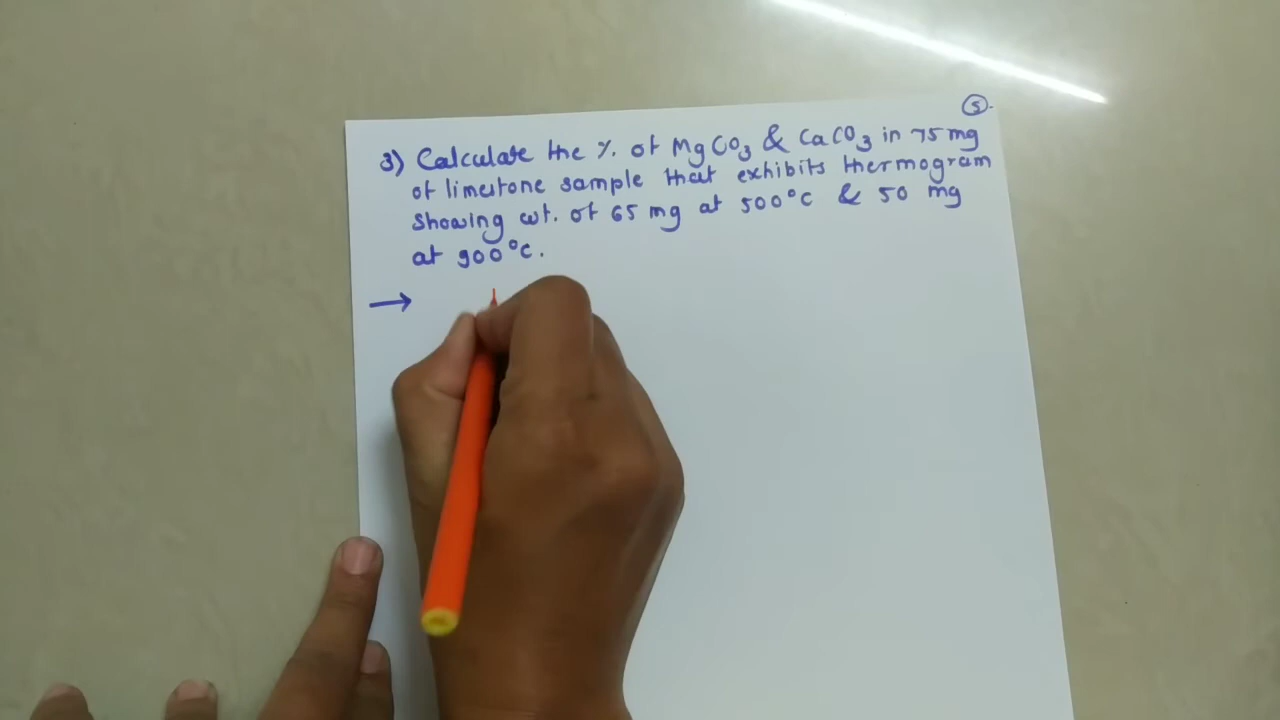 5
3) Calculate the %. of MgCO3 & CaCO3 in 75 mg
of limestone sample that exhibits thermogram
showing wt. of 65 mg at 500°C & 50 mg
at 900°C.
→